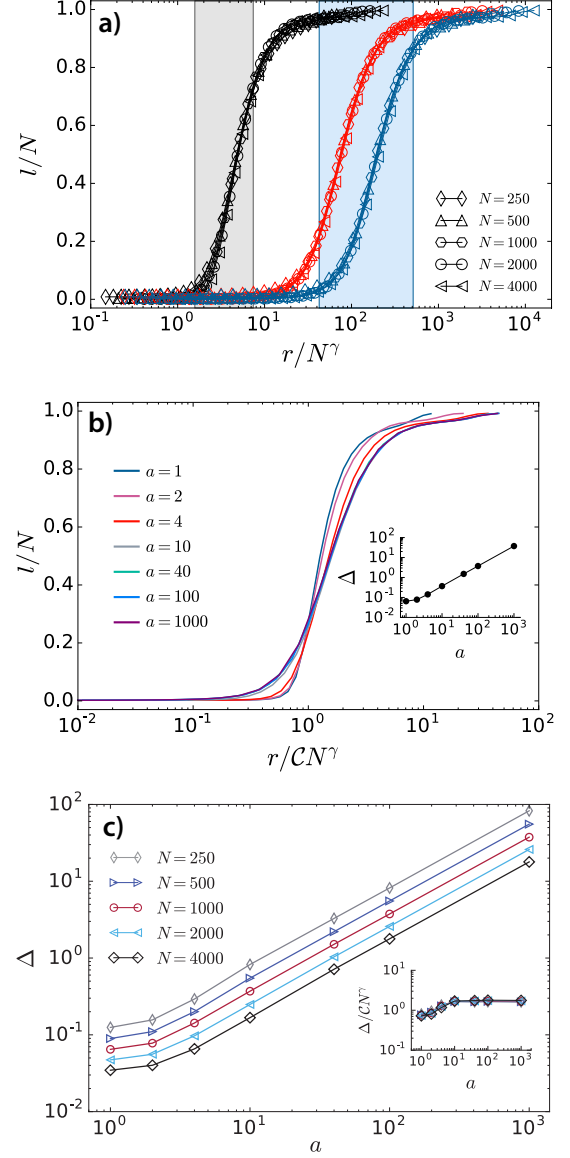 a)
1.0
0.8
0.6
0.4
0.2
0.0
l/N
N = 250
N = 500
N = 1000
N = 2000
N = 4000
10⁻¹ 10⁰ 10¹ 10² 10³ 10⁴
r/N^γ
b)
1.0
0.8
0.6
0.4
0.2
0.0
l/N
a = 1
a = 2
a = 4
a = 10
a = 40
a = 100
a = 1000
10²
10¹
10⁰
10⁻¹
10⁻²
Δ
10⁰ 10¹ 10² 10³
a
10⁻² 10⁻¹ 10⁰ 10¹ 10²
r/𝒞N^γ
c)
10²
10¹
10⁰
10⁻¹
10⁻²
Δ
N = 250
N = 500
N = 1000
N = 2000
N = 4000
10¹
10⁰
10⁻¹
Δ/𝒞N^γ
10⁰ 10¹ 10² 10³
a
10⁰ 10¹ 10² 10³
a